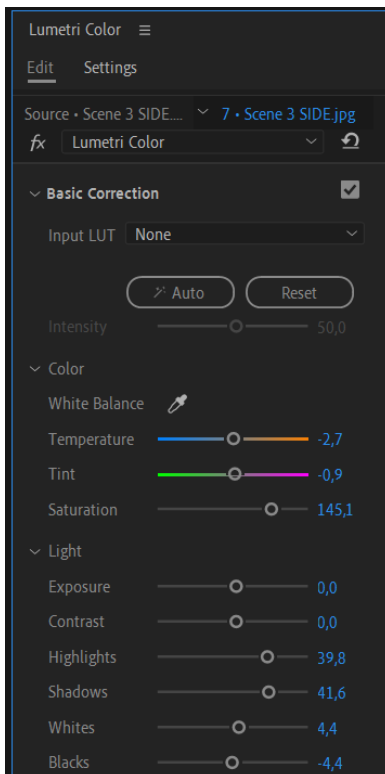 Lumetri Color
Edit Settings
Source • Scene 3 SIDE.... 7 • Scene 3 SIDE.jpg
fx Lumetri Color
Basic Correction
Input LUT None
Auto Reset
Intensity 50,0
Color
White Balance
Temperature -2,7
Tint -0,9
Saturation 145,1
Light
Exposure 0,0
Contrast 0,0
Highlights 39,8
Shadows 41,6
Whites 4,4
Blacks -4,4